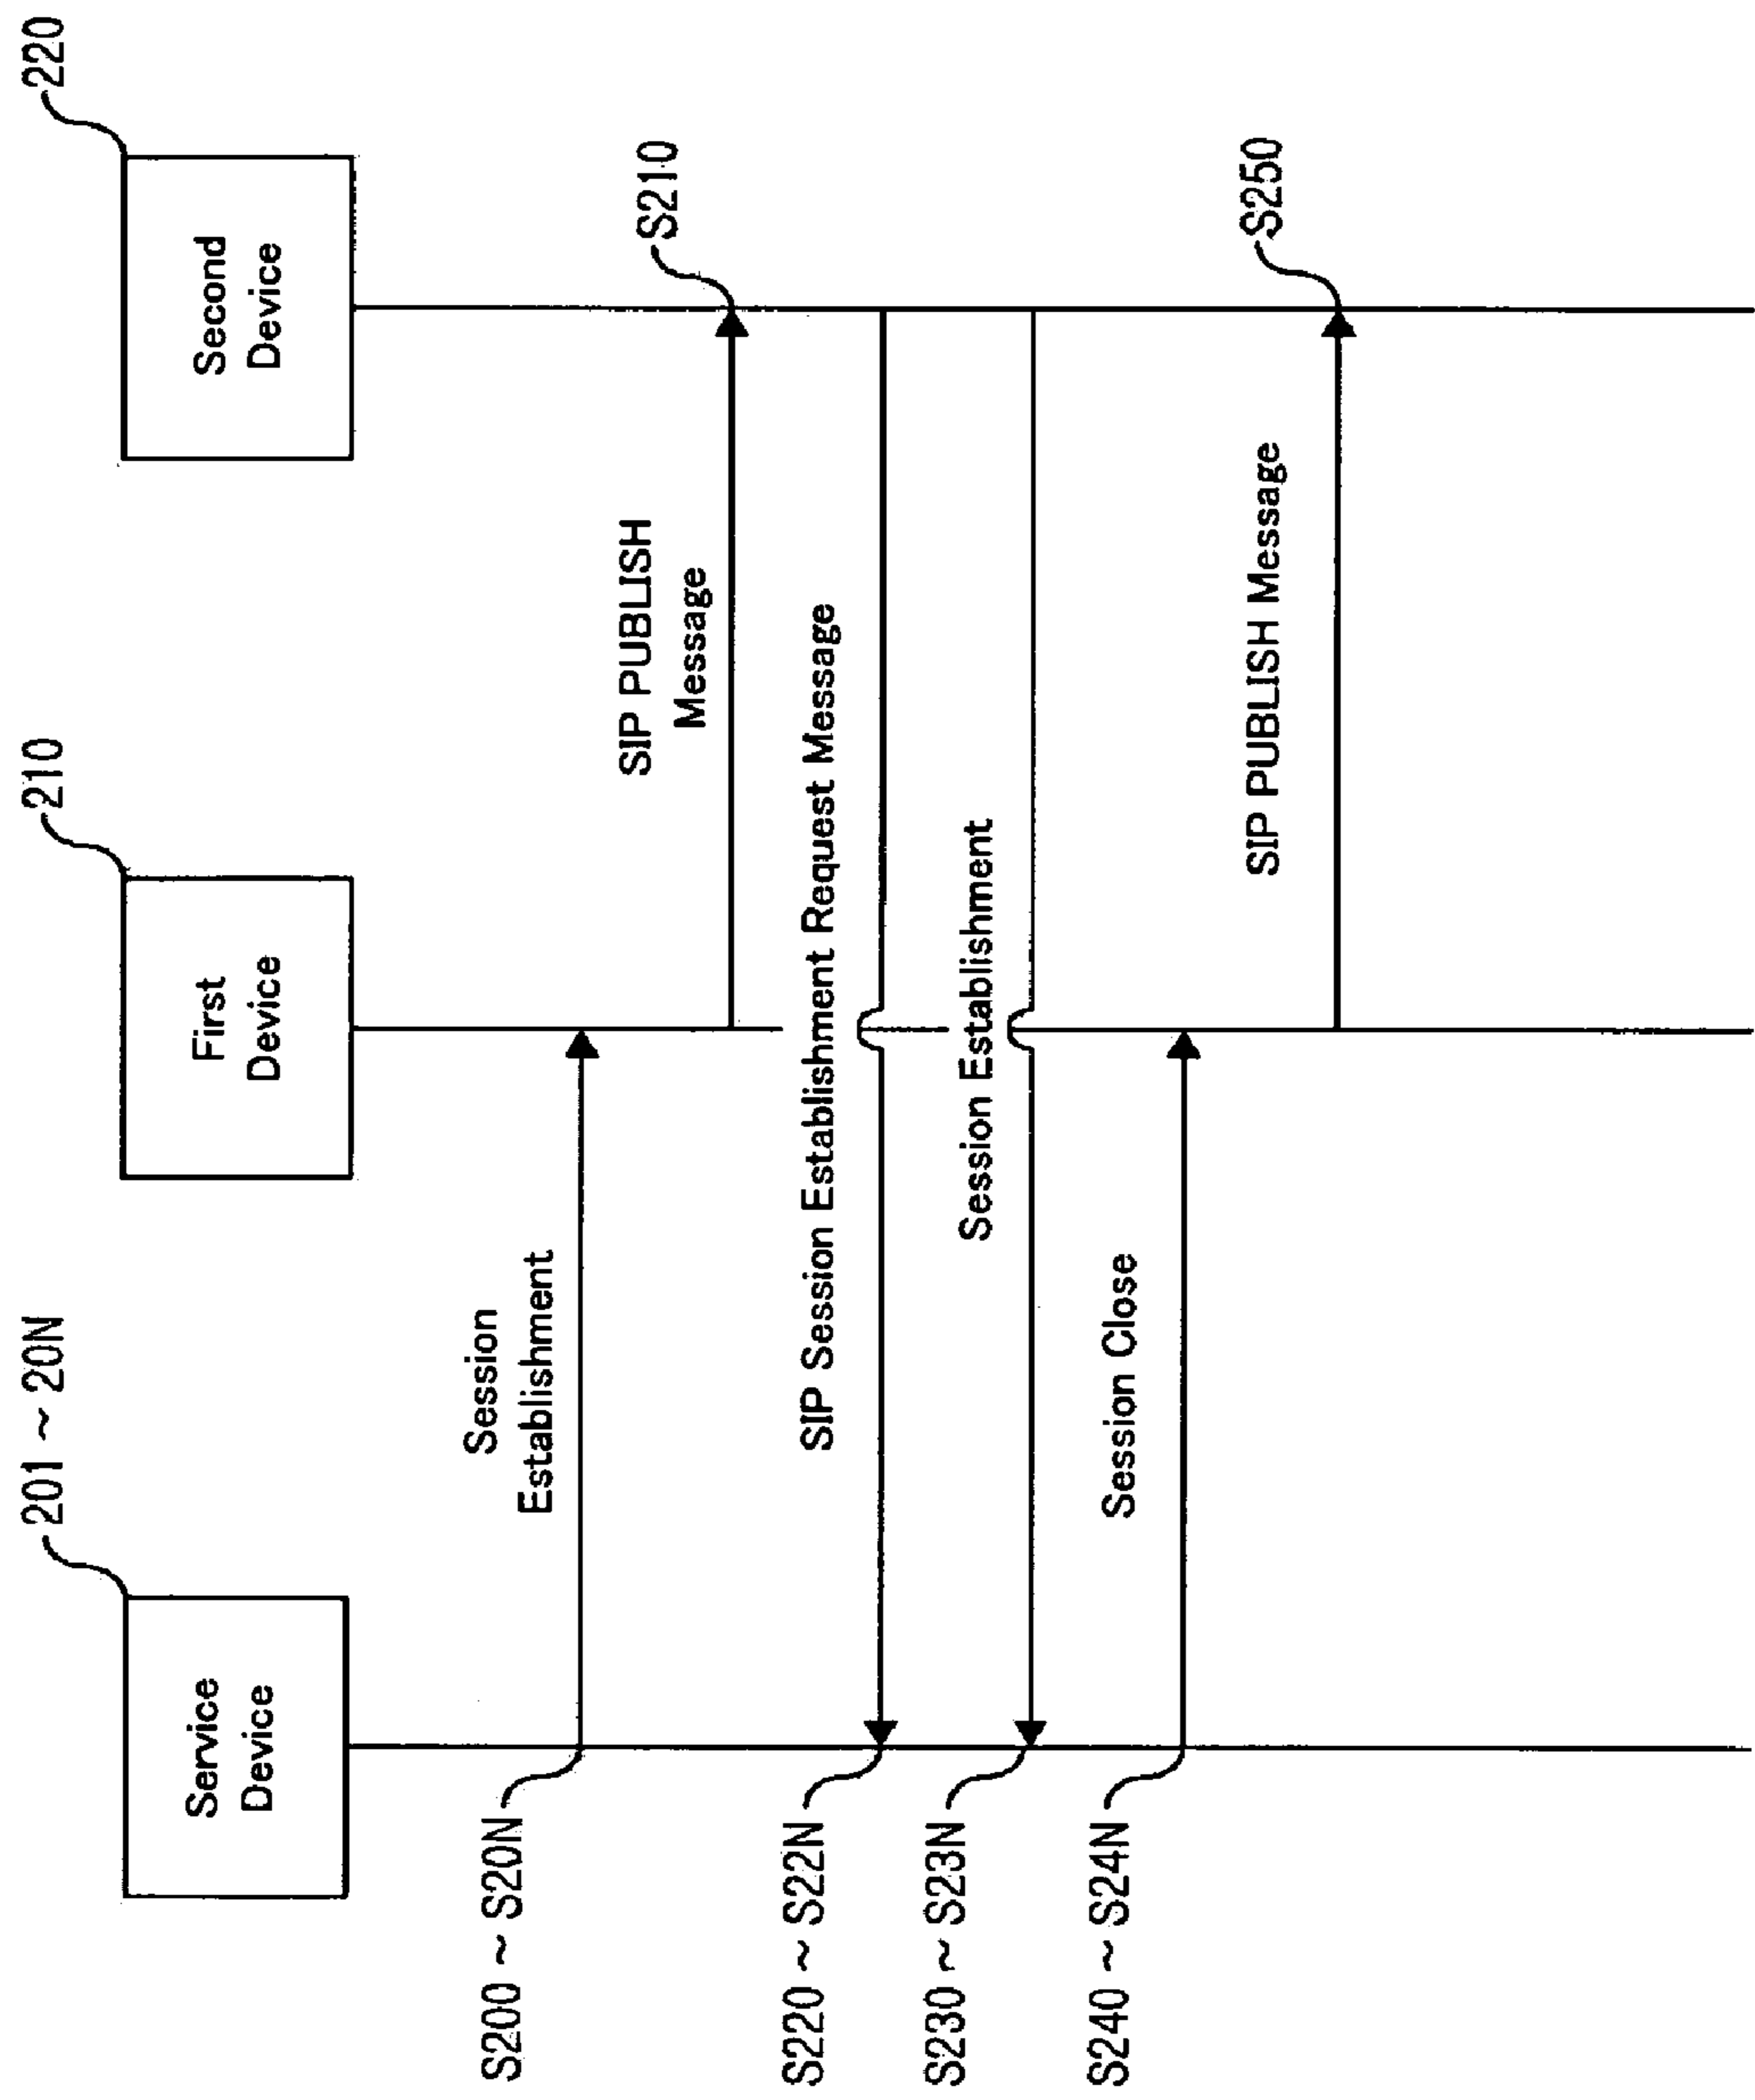 201 ~ 20N
210
220
Service
Device
First
Device
Second
Device
S200 ~ S20N
Session
Establishment
SIP PUBLISH
Message
S210
S220 ~ S22N
SIP Session Establishment Request Message
S230 ~ S23N
Session Establishment
S240 ~ S24N
Session Close
SIP PUBLISH Message
S250